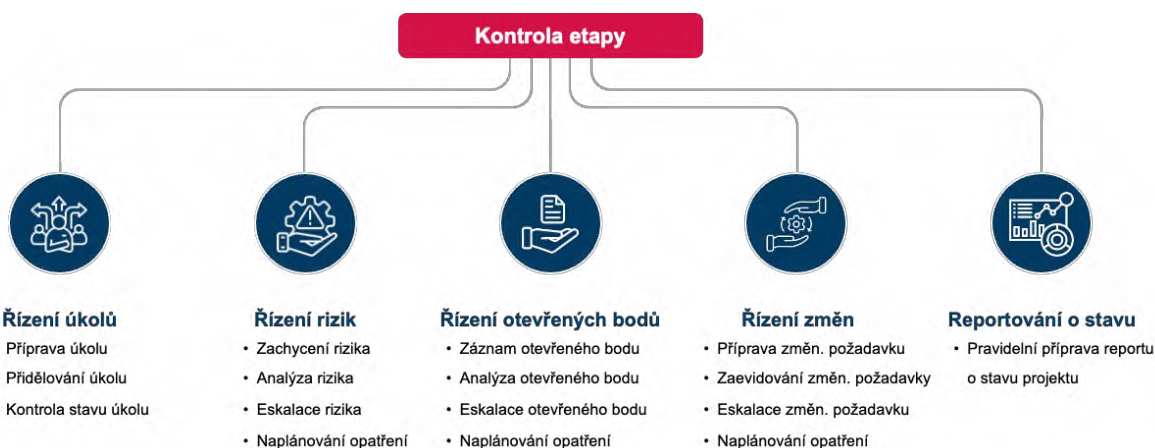 Kontrola etapy
Řízení úkolů
Příprava úkolu
Přidělování úkolu
Kontrola stavu úkolu
Řízení rizik
• Zachycení rizika
• Analýza rizika
• Eskalace rizika
• Naplánování opatření
Řízení otevřených bodů
• Záznam otevřeného bodu
• Analýza otevřeného bodu
• Eskalace otevřeného bodu
• Naplánování opatření
Řízení změn
• Příprava změn. požadavku
• Zaevidování změn. požadavky
• Eskalace změn. požadavku
• Naplánování opatření
Reportování o stavu
• Pravidelní příprava reportu
o stavu projektu